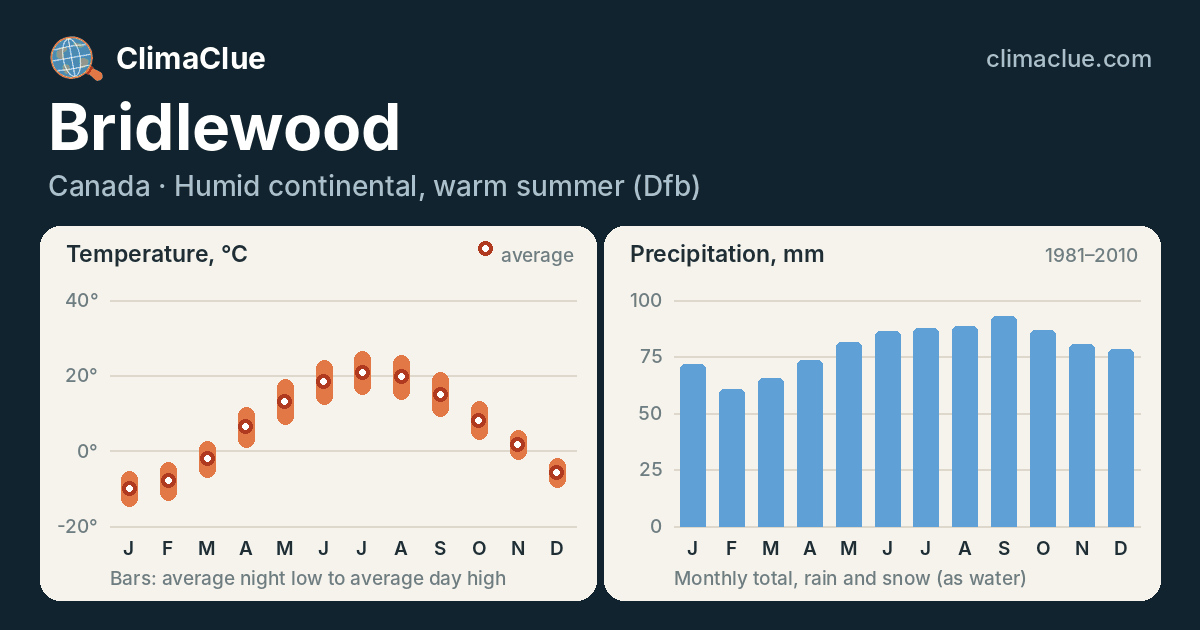 ClimaClue
climaclue.com
Bridlewood
Canada · Humid continental, warm summer (Dfb)
Temperature, °C
average
40°
20°
0°
-20°
J F M A M J J A S O N D
Bars: average night low to average day high
Precipitation, mm
1981–2010
100
75
50
25
0
J F M A M J J A S O N D
Monthly total, rain and snow (as water)